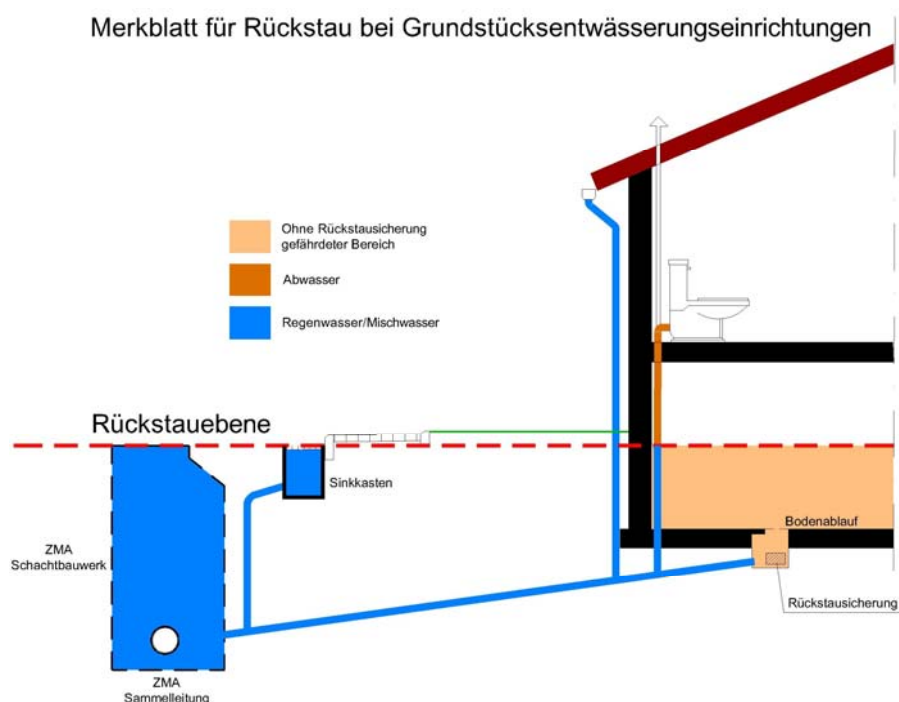 Merkblatt für Rückstau bei Grundstücksentwässerungseinrichtungen
Ohne Rückstausicherung
gefährdeter Bereich
Abwasser
Regenwasser/Mischwasser
Rückstauebene
Sinkkasten
Bodenablauf
ZMA
Schachtbauwerk
Rückstausicherung
ZMA
Sammelleitung